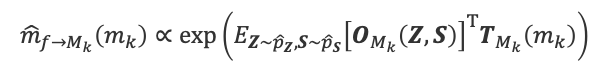 m̂_{f→M_k}(m_k) ∝ exp(E_{Z∼p̂_Z,S∼p̂_S}[O_{M_k}(Z,S)]^T T_{M_k}(m_k))